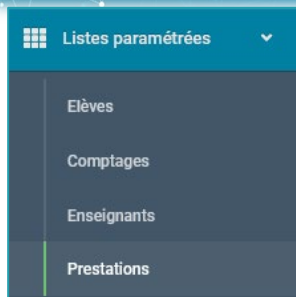 Listes paramétrées
Elèves
Comptages
Enseignants
Prestations